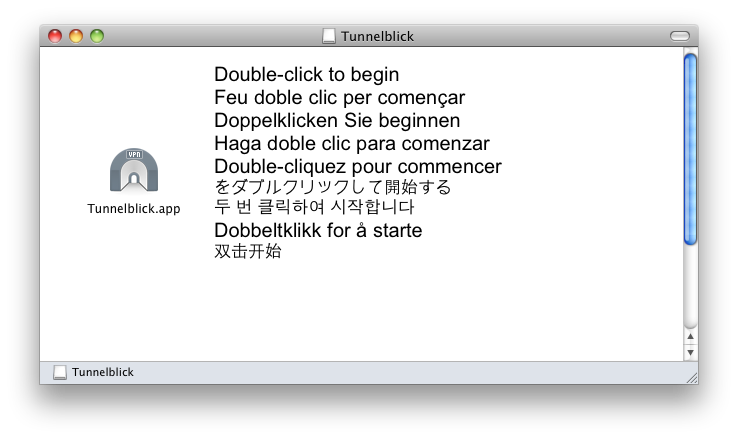 Tunnelblick
Double-click to begin
Feu doble clic per començar
Doppelklicken Sie beginnen
Haga doble clic para comenzar
Double-cliquez pour commencer
をダブルクリックして開始する
두 번 클릭하여 시작합니다
Dobbeltklikk for å starte
双击开始
VPN
Tunnelblick.app
Tunnelblick